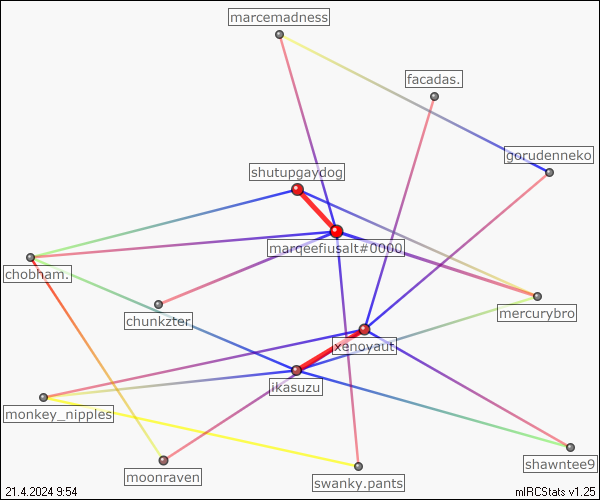 marcemadness
facadas.
gorudenneko
shutupgaydog
marqeefiusalt#0000
chobham.
mercurybro
chunkzter
xenoyaut
ikasuzu
monkey_nipples
moonraven
swanky.pants
shawntee9
21.4.2024 9:54
mIRCStats v1.25